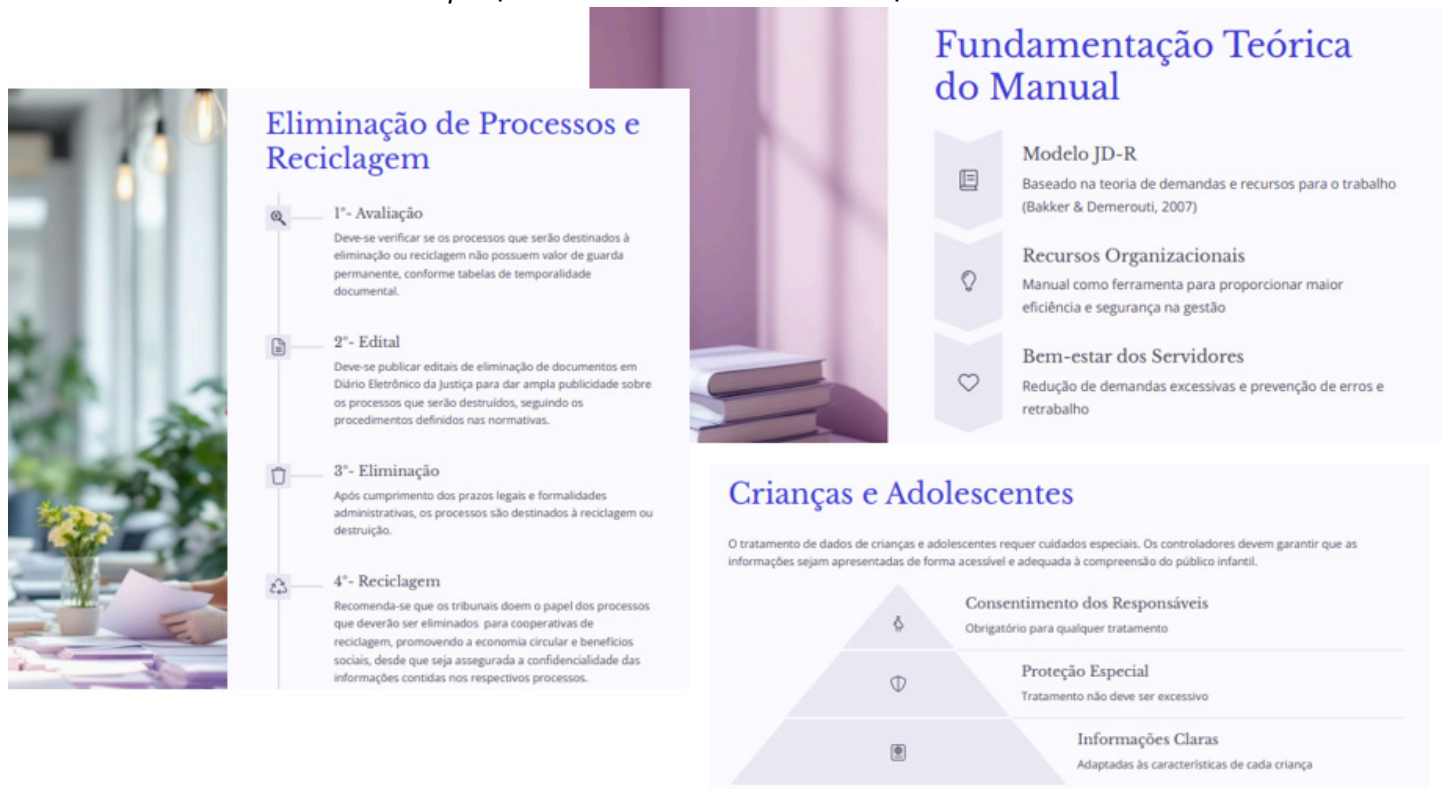 Eliminação de Processos e
Reciclagem
1°- Avaliação
Deve-se verificar se os processos que serão destinados à
eliminação ou reciclagem não possuem valor de guarda
permanente, conforme tabelas de temporalidade
documental.
2°- Edital
Deve-se publicar editais de eliminação de documentos em
Diário Eletrônico da Justiça para dar ampla publicidade sobre
os processos que serão destruídos, seguindo os
procedimentos definidos nas normativas.
3°- Eliminação
Após cumprimento dos prazos legais e formalidades
administrativas, os processos são destinados à reciclagem ou
destruição.
4°- Reciclagem
Recomenda-se que os tribunais doem o papel dos processos
que deverão ser eliminados para cooperativas de
reciclagem, promovendo a economia circular e benefícios
sociais, desde que seja assegurada a confidencialidade das
informações contidas nos respectivos processos.
Fundamentação Teórica
do Manual
Modelo JD-R
Baseado na teoria de demandas e recursos para o trabalho
(Bakker & Demerouti, 2007)
Recursos Organizacionais
Manual como ferramenta para proporcionar maior
eficiência e segurança na gestão
Bem-estar dos Servidores
Redução de demandas excessivas e prevenção de erros e
retrabalho
Crianças e Adolescentes
O tratamento de dados de crianças e adolescentes requer cuidados especiais. Os controladores devem garantir que as
informações sejam apresentadas de forma acessível e adequada à compreensão do público infantil.
Consentimento dos Responsáveis
Obrigatório para qualquer tratamento
Proteção Especial
Tratamento não deve ser excessivo
Informações Claras
Adaptadas às características de cada criança